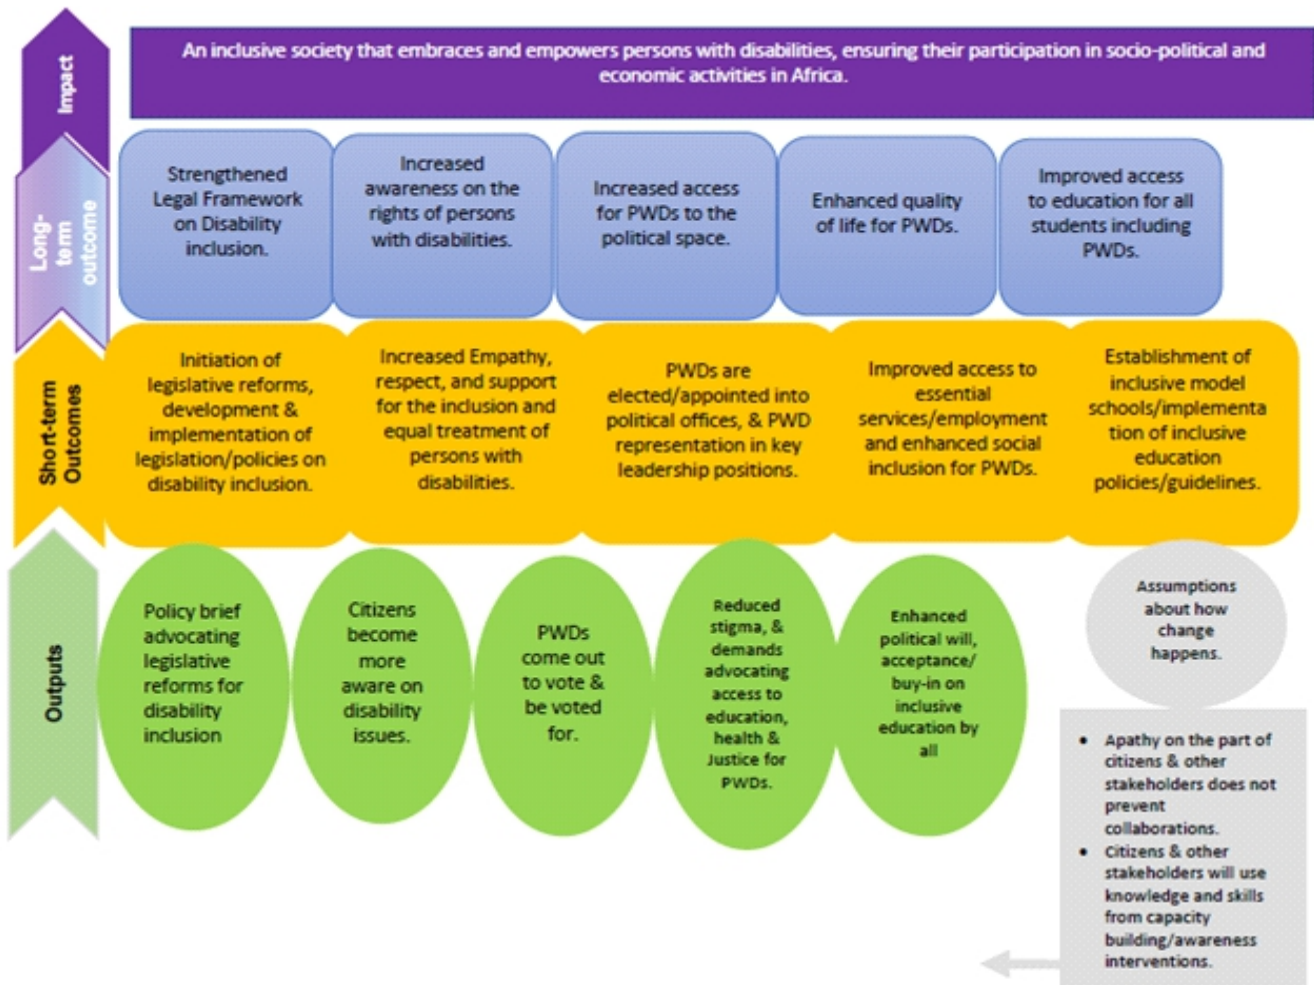 Impact
An inclusive society that embraces and empowers persons with disabilities, ensuring their participation in socio-political and
economic activities in Africa.
Long-
term
outcome
Strengthened
Legal Framework
on Disability
inclusion.
Increased
awareness on the
rights of persons
with disabilities.
Increased access
for PWDs to the
political space.
Enhanced quality
of life for PWDs.
Improved access
to education for all
students including
PWDs.
Short-term
Outcomes
Initiation of
legislative reforms,
development &
implementation of
legislation/policies on
disability inclusion.
Increased Empathy,
respect, and support
for the inclusion and
equal treatment of
persons with
disabilities.
PWDs are
elected/appointed into
political offices, & PWD
representation in key
leadership positions.
Improved access to
essential
services/employment
and enhanced social
inclusion for PWDs.
Establishment of
inclusive model
schools/implementa
tion of inclusive
education
policies/guidelines.
Outputs
Policy brief
advocating
legislative
reforms for
disability
inclusion
Citizens
become
more
aware on
disability
issues.
PWDs
come out
to vote &
be voted
for.
Reduced
stigma, &
demands
advocating
access to
education,
health &
Justice for
PWDs.
Enhanced
political will,
acceptance/
buy-in on
inclusive
education by
all
Assumptions
about how
change
happens.
• Apathy on the part of
citizens & other
stakeholders does not
prevent
collaborations.
• Citizens & other
stakeholders will use
knowledge and skills
from capacity
building/awareness
interventions.